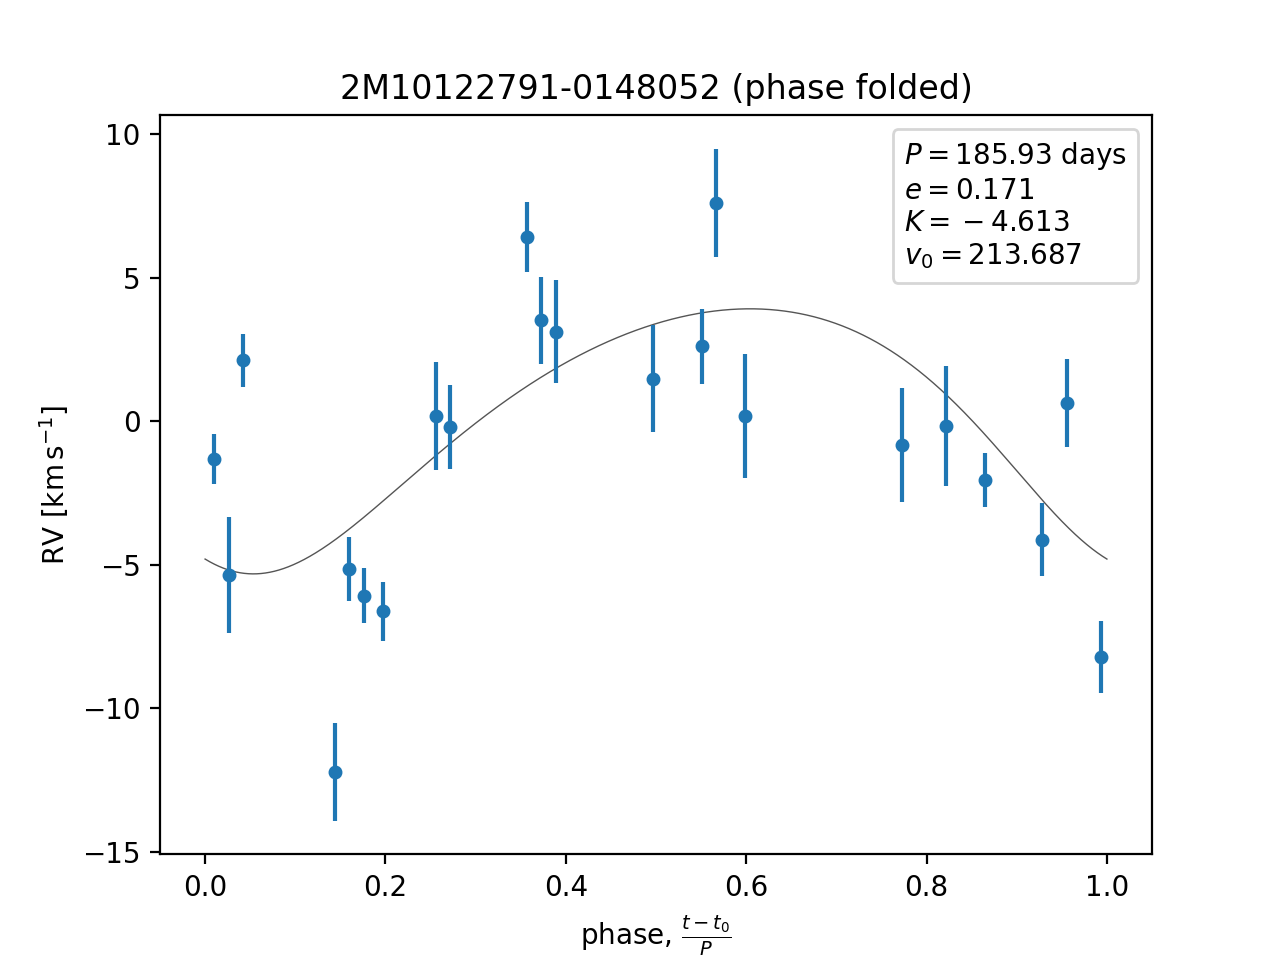 2M10122791-0148052 (phase folded)
P = 185.93 days
e = 0.171
K = −4.613
v₀ = 213.687
RV [km s⁻¹]
10
5
0
−5
−10
−15
0.0 0.2 0.4 0.6 0.8 1.0
phase, (t − t₀)/P